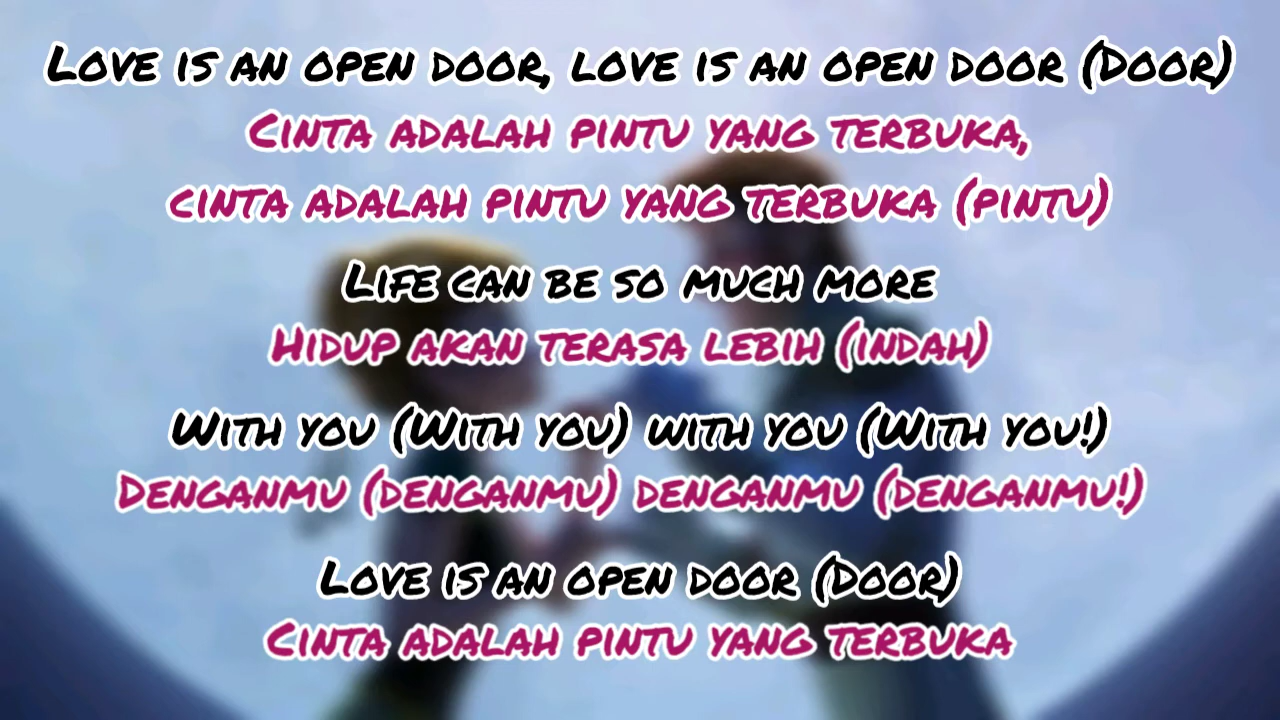 Love is an open door, love is an open door (Door)
Cinta adalah pintu yang terbuka,
cinta adalah pintu yang terbuka (pintu)
Life can be so much more
Hidup akan terasa lebih (indah)
With you (With you) with you (With you!)
Denganmu (denganmu) denganmu (denganmu!)
Love is an open door (Door)
Cinta adalah pintu yang terbuka